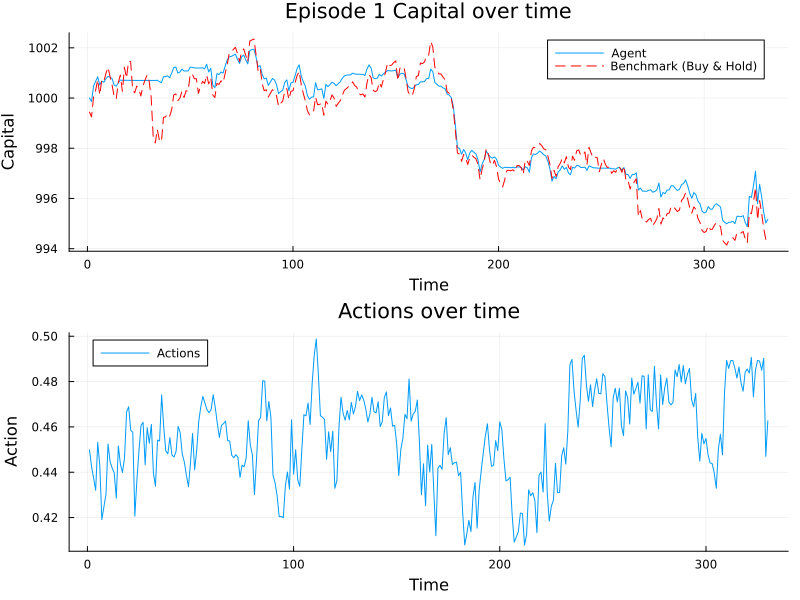 Episode 1 Capital over time
1002
1000
998
996
994
Capital
Agent
Benchmark (Buy & Hold)
0
100
200
300
Time
Actions over time
0.50
0.48
0.46
0.44
0.42
Action
Actions
0
100
200
300
Time